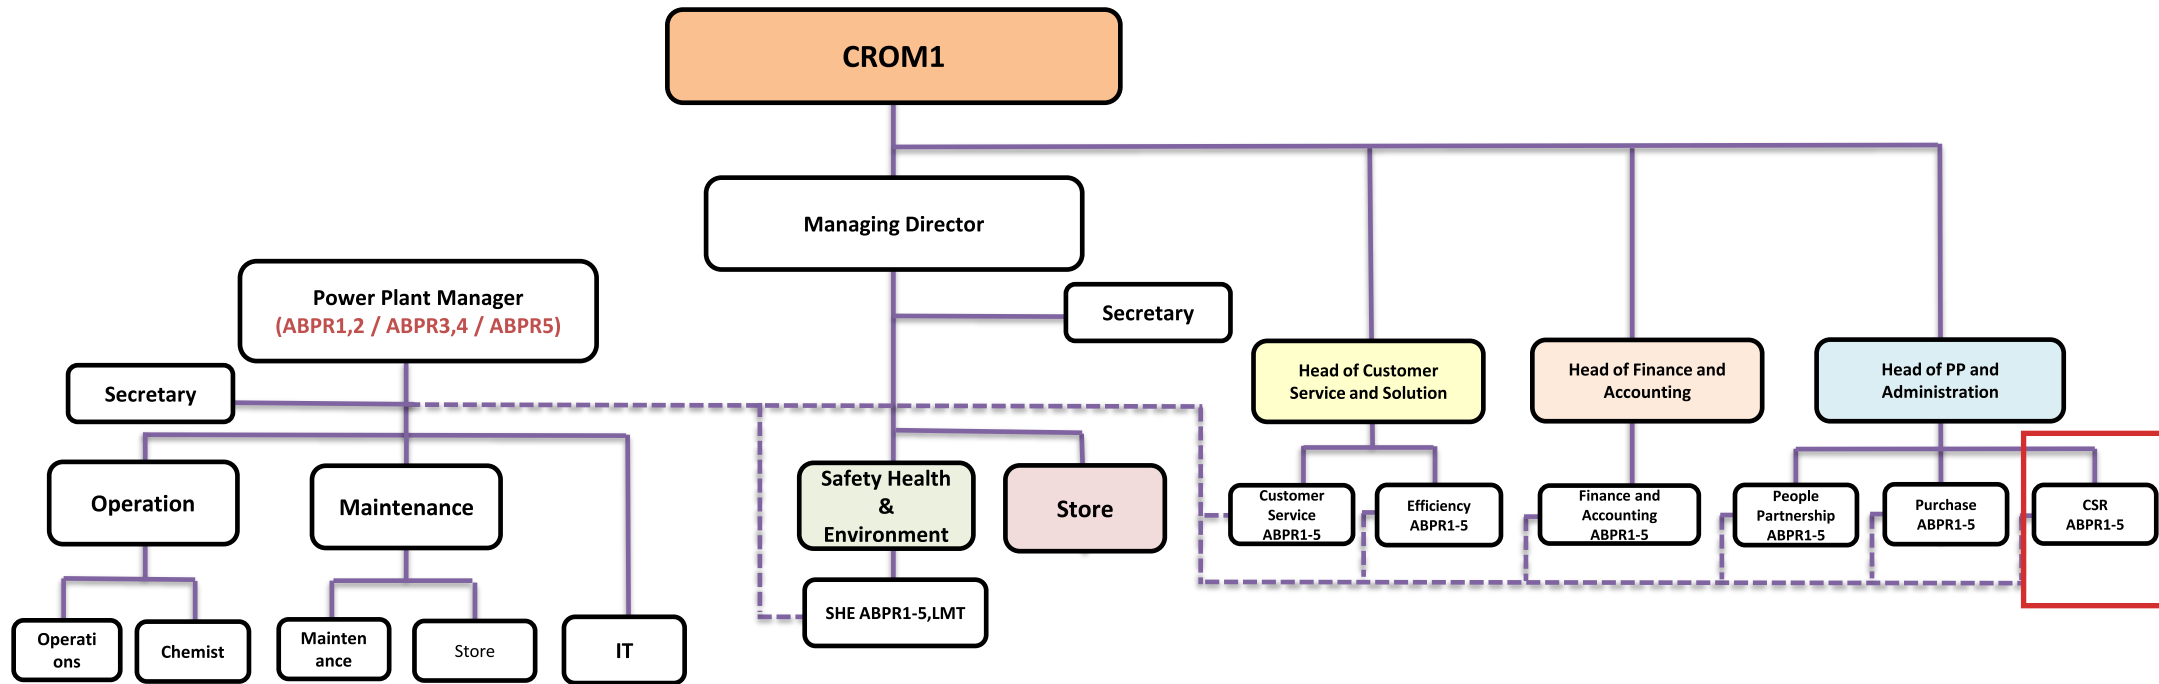 CROM1
Managing Director
Power Plant Manager
(ABPR1,2 / ABPR3,4 / ABPR5)
Secretary
Secretary
Head of Customer
Service and Solution
Head of Finance and
Accounting
Head of PP and
Administration
Operation
Maintenance
Safety Health
&
Environment
Store
Customer
Service
ABPR1-5
Efficiency
ABPR1-5
Finance and
Accounting
ABPR1-5
People
Partnership
ABPR1-5
Purchase
ABPR1-5
CSR
ABPR1-5
Operati
ons
Chemist
Mainten
ance
Store
IT
SHE ABPR1-5,LMT